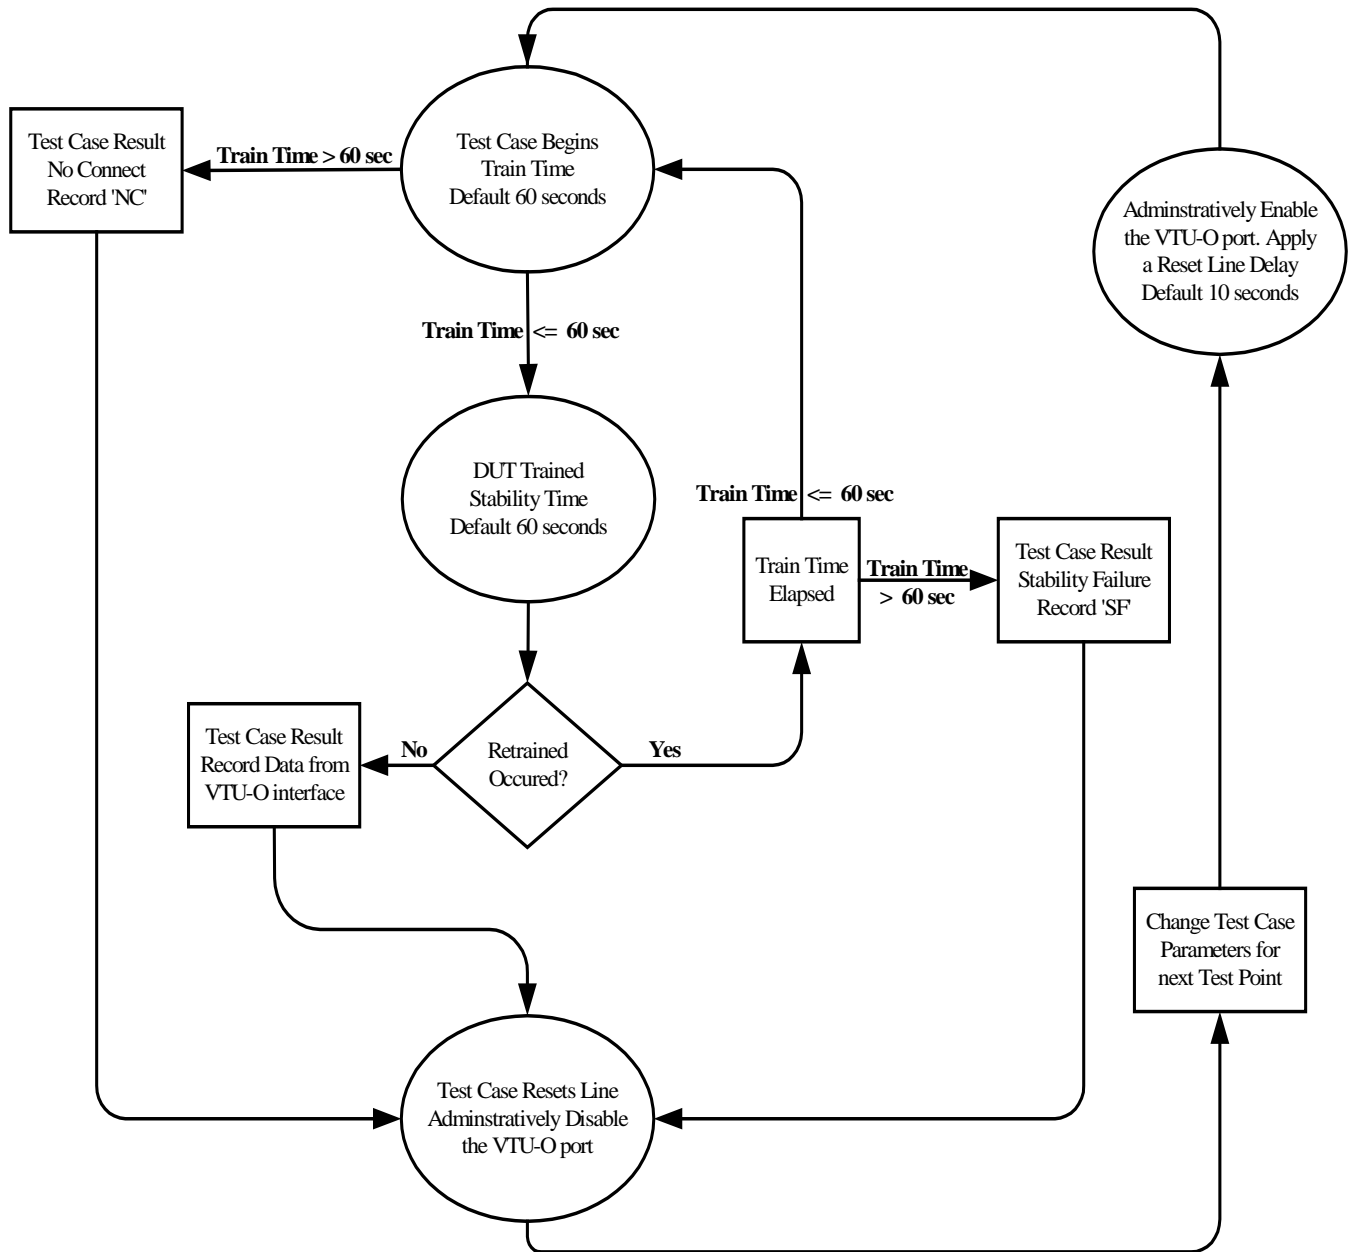 Test Case Result
No Connect
Record 'NC'
Train Time > 60 sec
Test Case Begins
Train Time
Default 60 seconds
Adminstratively Enable
the VTU-O port. Apply
a Reset Line Delay
Default 10 seconds
Train Time <= 60 sec
DUT Trained
Stability Time
Default 60 seconds
Train Time <= 60 sec
Train Time
Elapsed
Train Time
> 60 sec
Test Case Result
Stability Failure
Record 'SF'
Test Case Result
Record Data from
VTU-O interface
No
Retrained
Occured?
Yes
Change Test Case
Parameters for
next Test Point
Test Case Resets Line
Adminstratively Disable
the VTU-O port